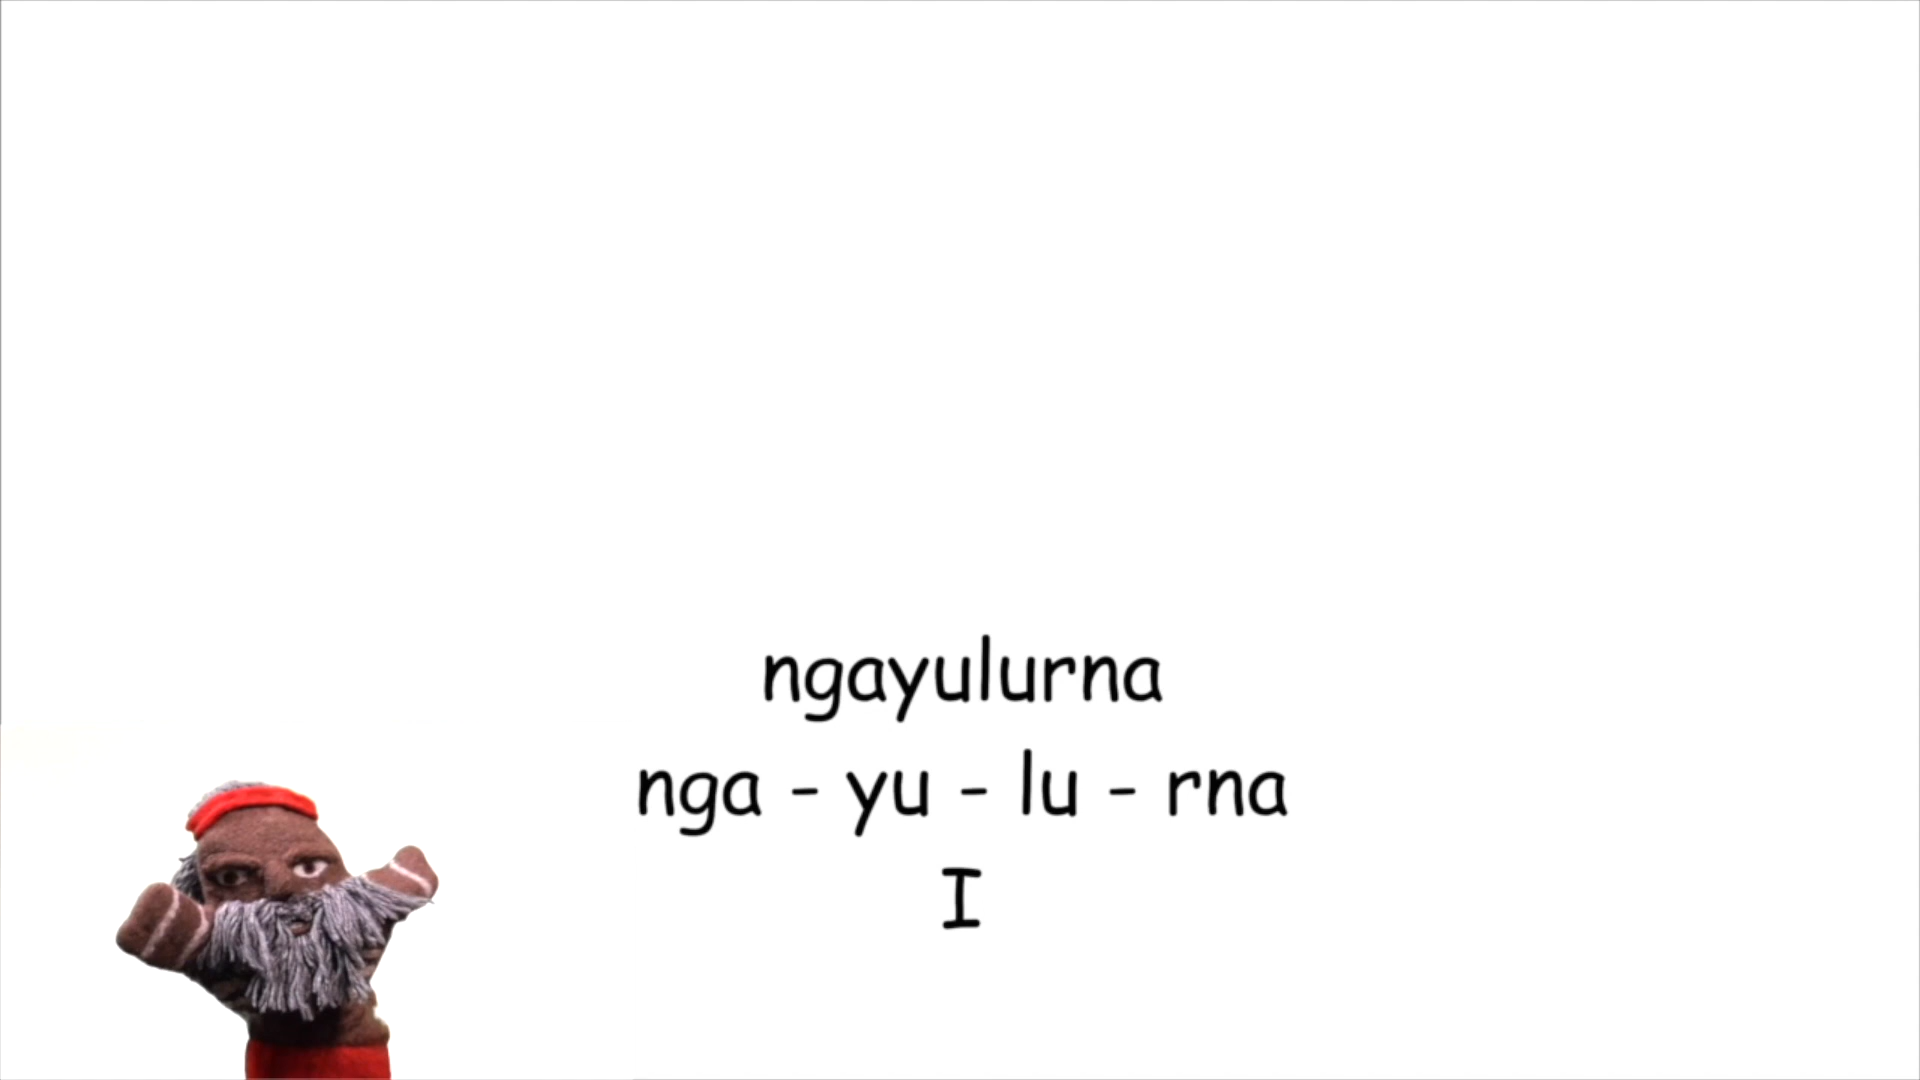 ngayulurna
nga - yu - lu - rna
I